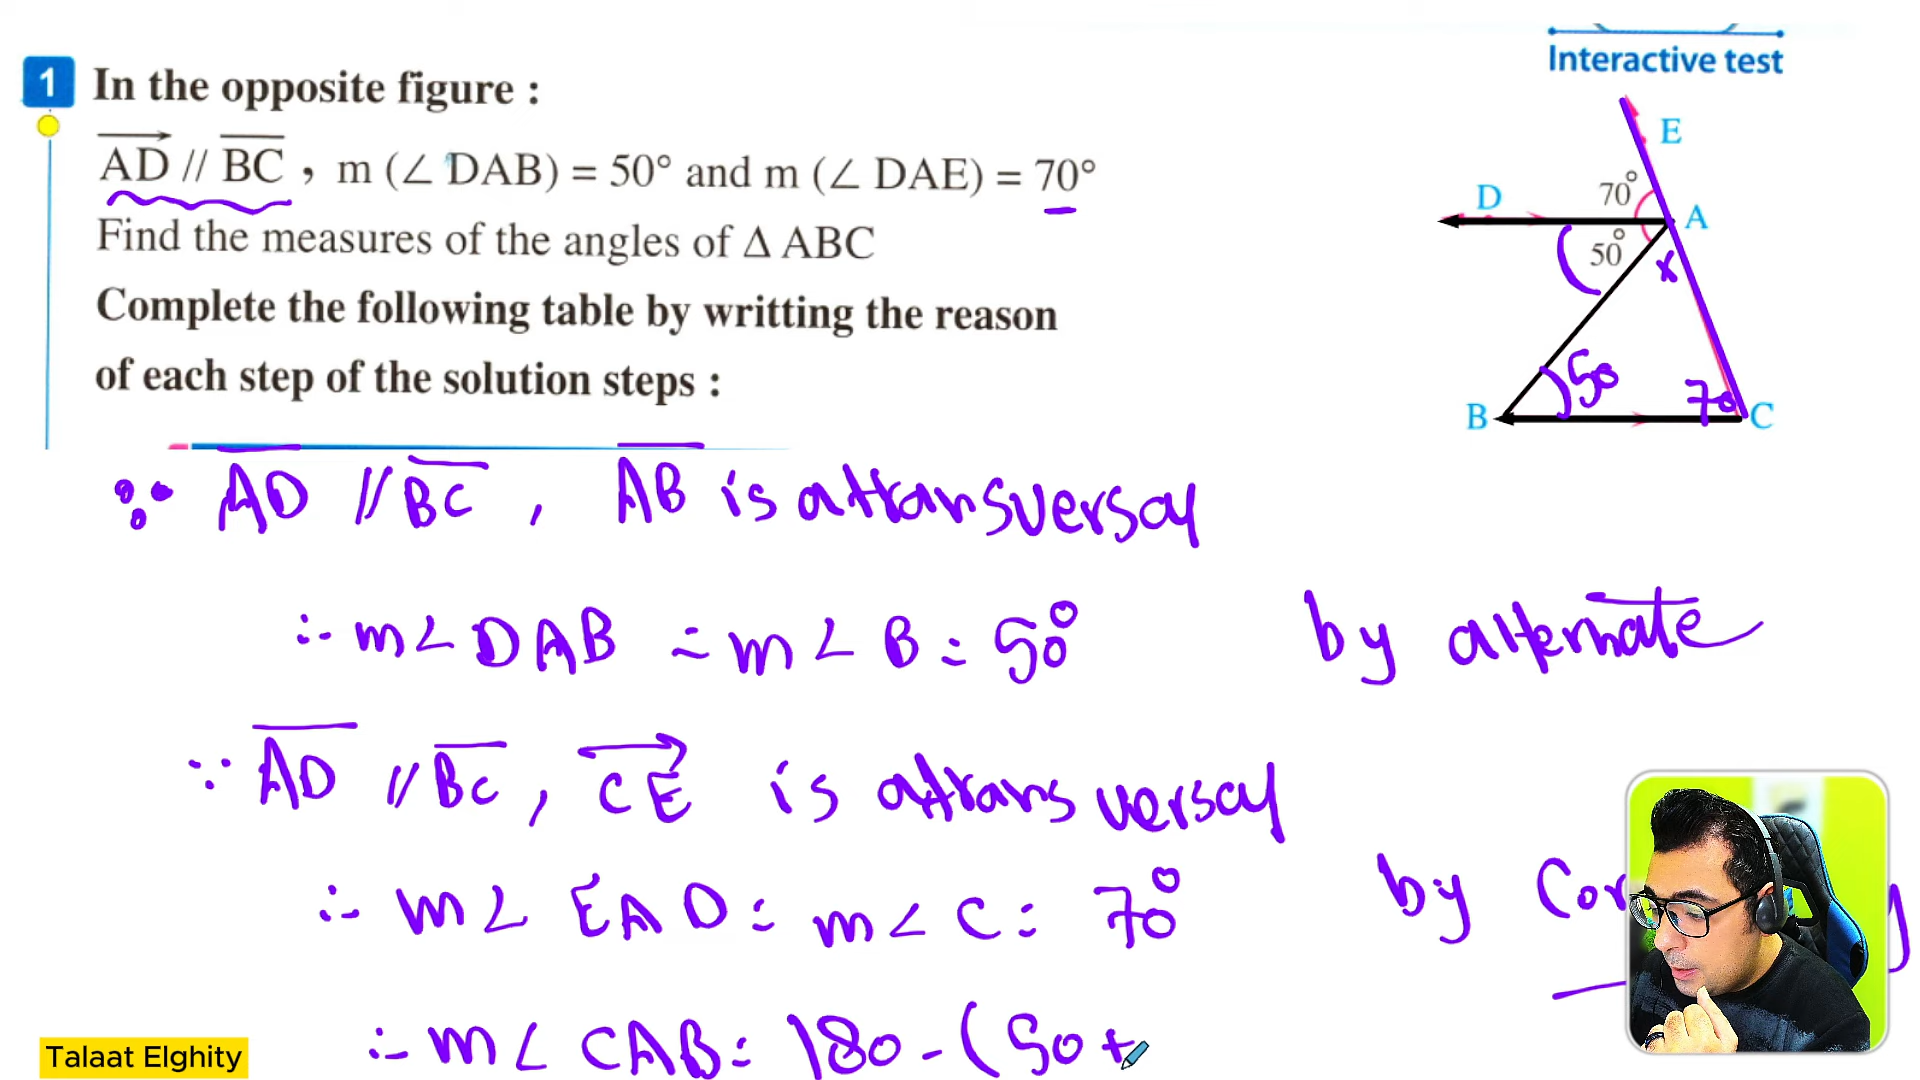 Interactive test
1 In the opposite figure :
AD // BC , m (∠ DAB) = 50° and m (∠ DAE) = 70°
Find the measures of the angles of Δ ABC
Complete the following table by writting the reason
of each step of the solution steps :
E
70°
D
A
50°
x
50
70
B
C
∵ AD // BC , AB is a transversal
∴ m∠ DAB = m∠ B = 50° by alternate
∵ AD // BC , CE is a transversal
∴ m∠ EAD = m∠ C = 70° by
∴ m∠ CAB = 180 - (50 +
Talaat Elghity